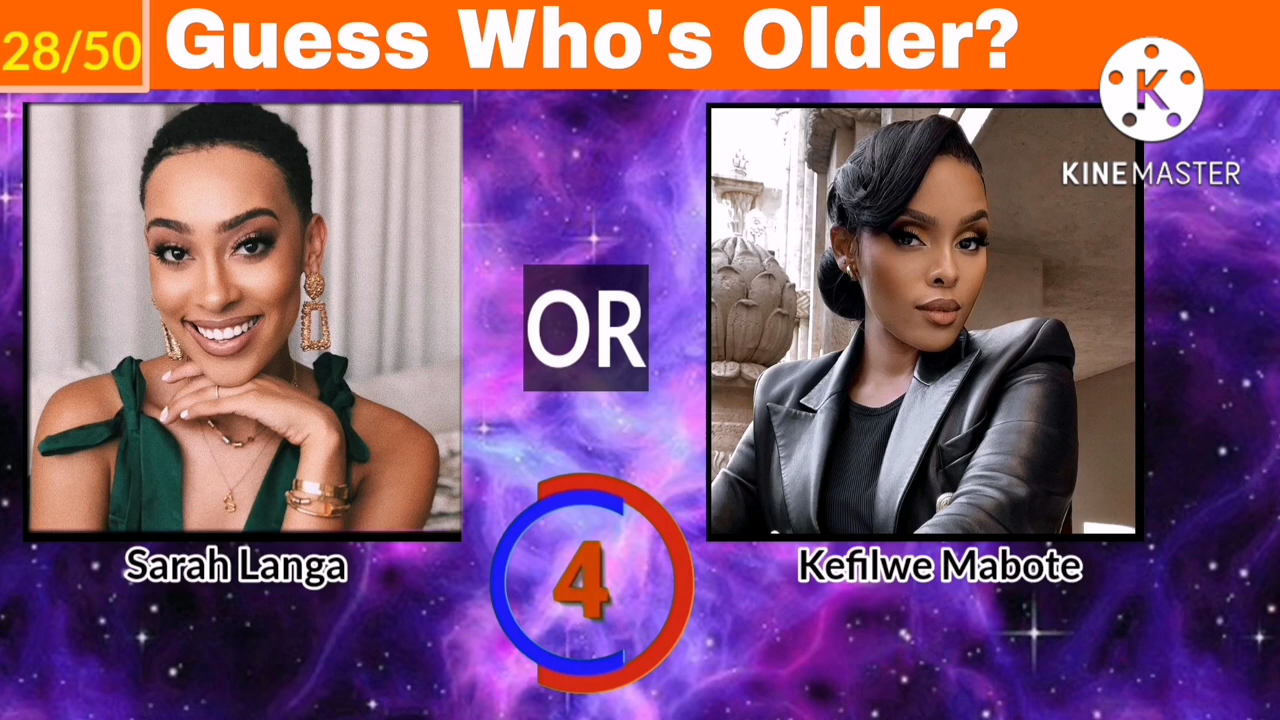 28/50
Guess Who's Older?
K
KINEMASTER
OR
Sarah Langa
4
Kefilwe Mabote